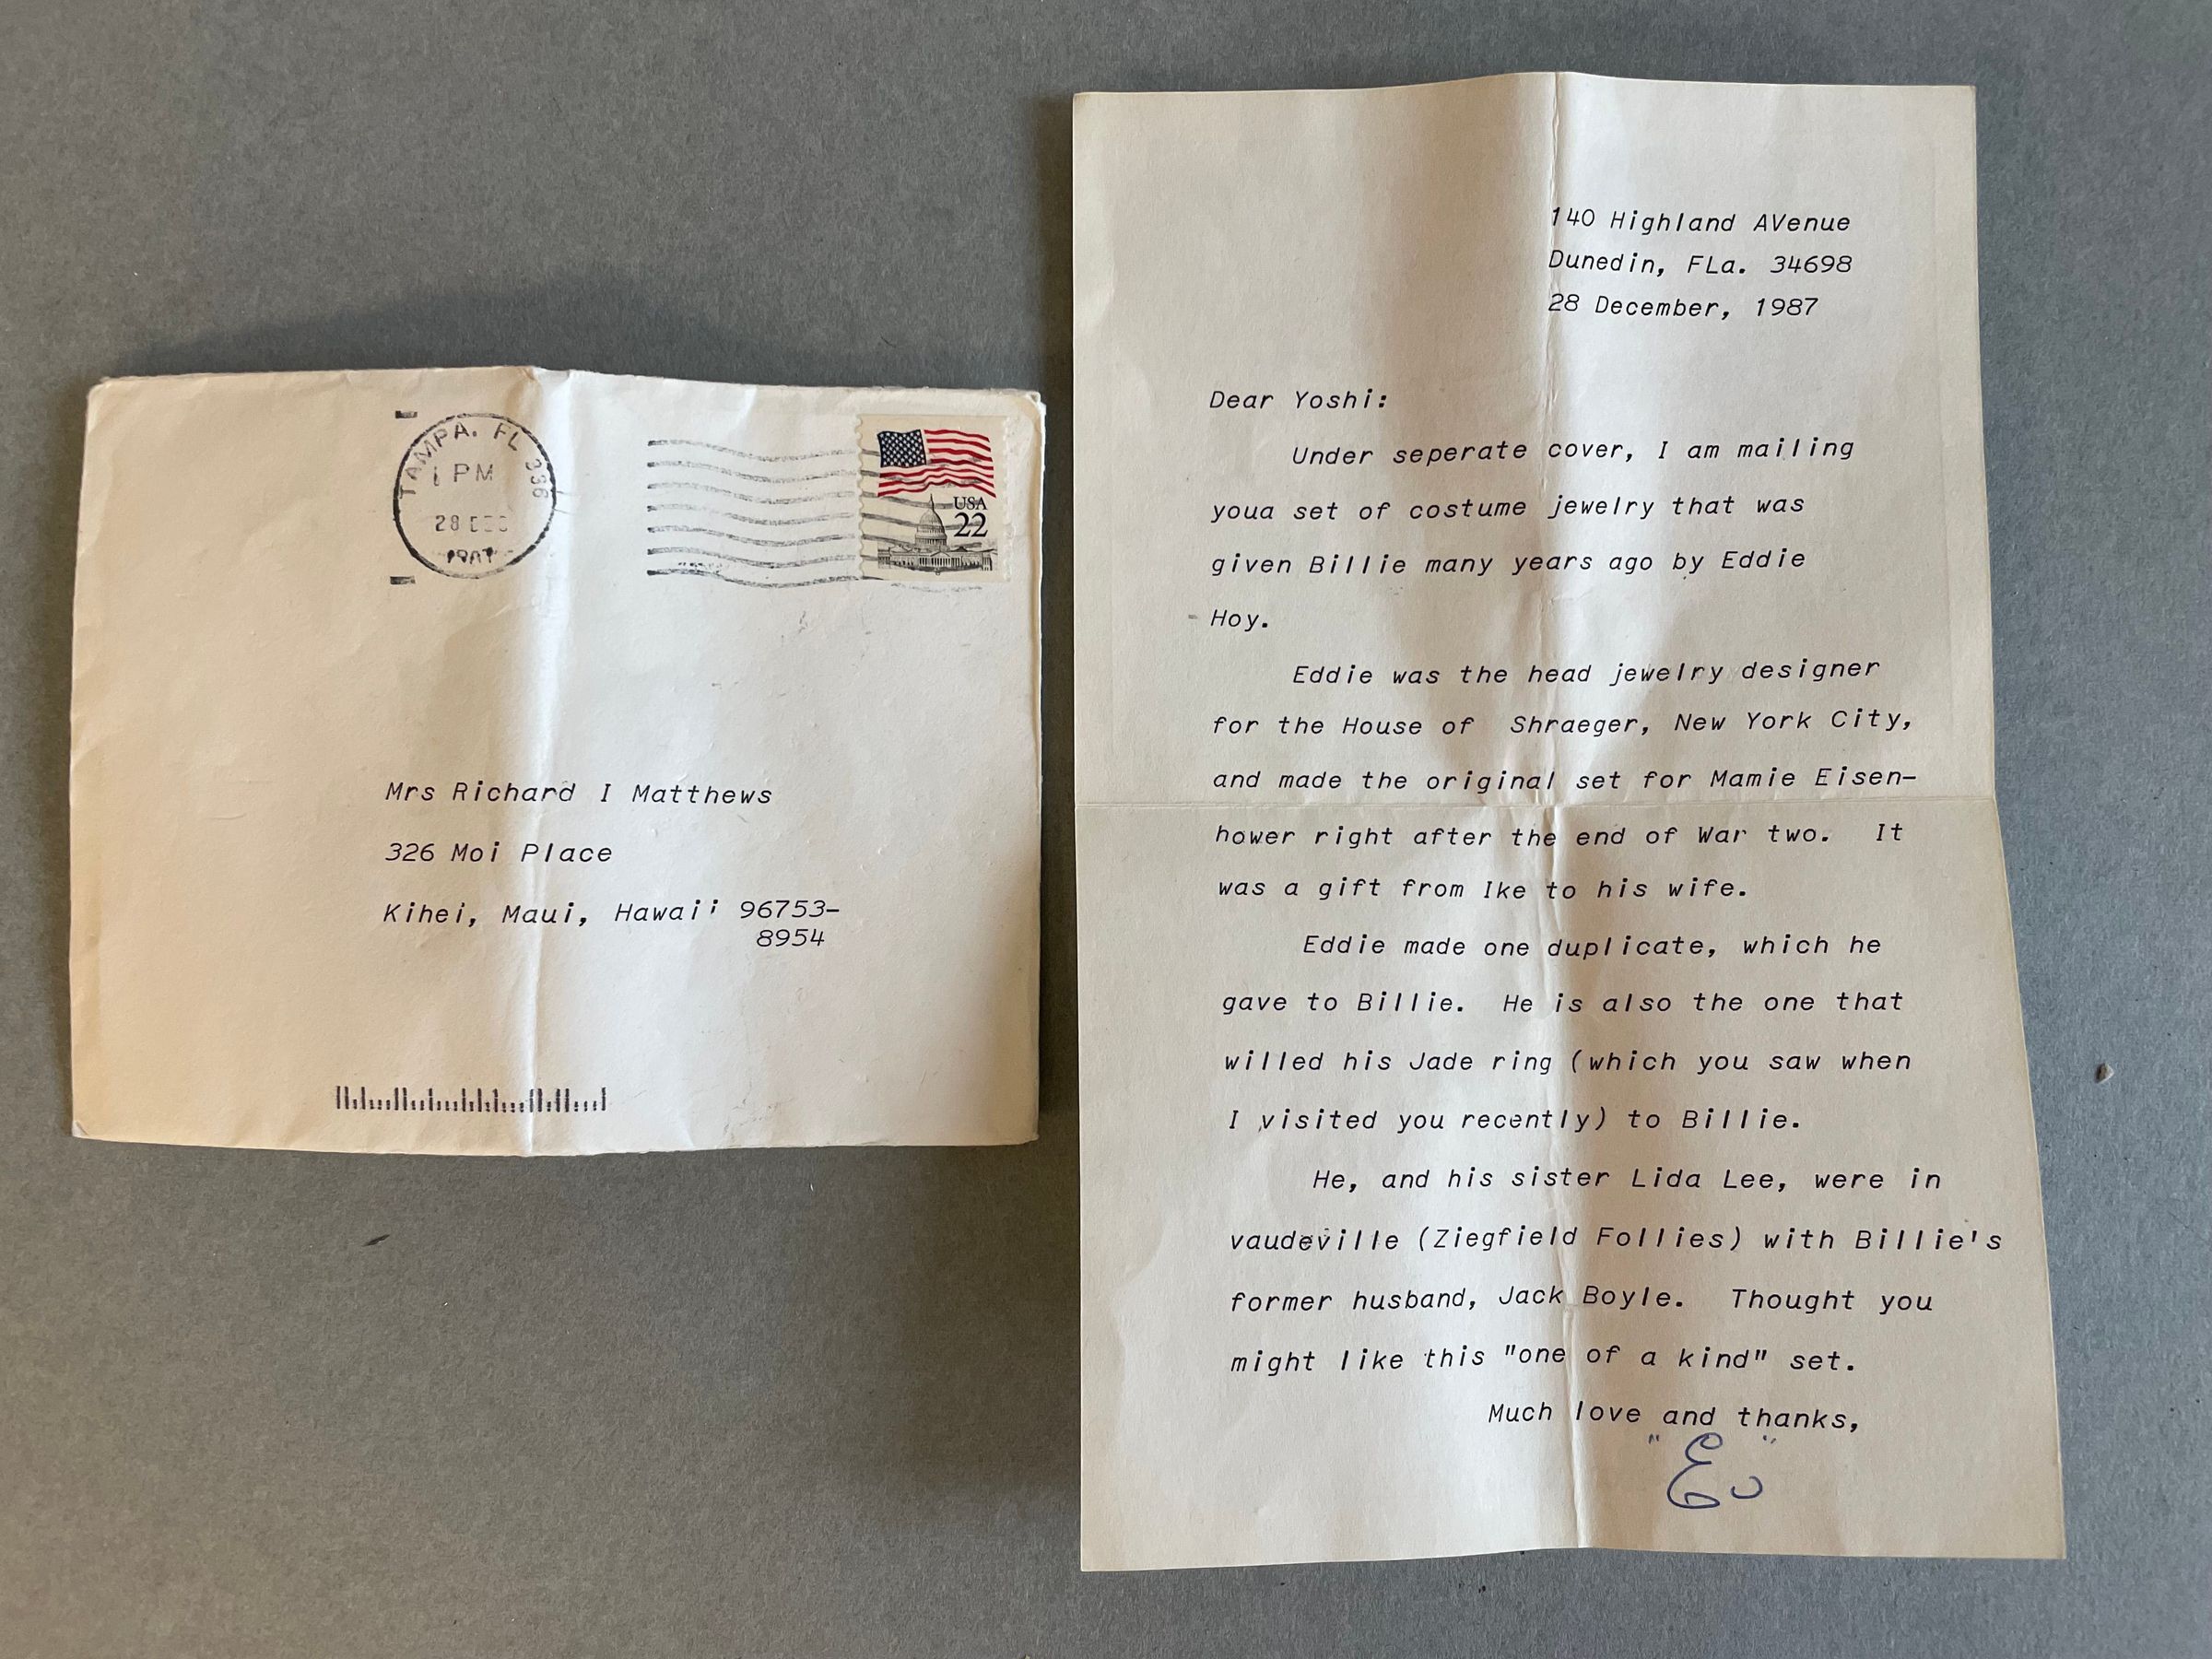 TAMPA, FL 336
1 PM
28 DEC
USA
22
Mrs Richard I Matthews
326 Moi Place
Kihei, Maui, Hawaii 96753-
8954
140 Highland AVenue
Dunedin, FLa. 34698
28 December, 1987
Dear Yoshi:
Under seperate cover, I am mailing
youa set of costume jewelry that was
given Billie many years ago by Eddie
Hoy.
Eddie was the head jewelry designer
for the House of Shraeger, New York City,
and made the original set for Mamie Eisen-
hower right after the end of War two. It
was a gift from Ike to his wife.
Eddie made one duplicate, which he
gave to Billie. He is also the one that
willed his Jade ring (which you saw when
I visited you recently) to Billie.
He, and his sister Lida Lee, were in
vaudeville (Ziegfield Follies) with Billie's
former husband, Jack Boyle. Thought you
might like this "one of a kind" set.
Much love and thanks,